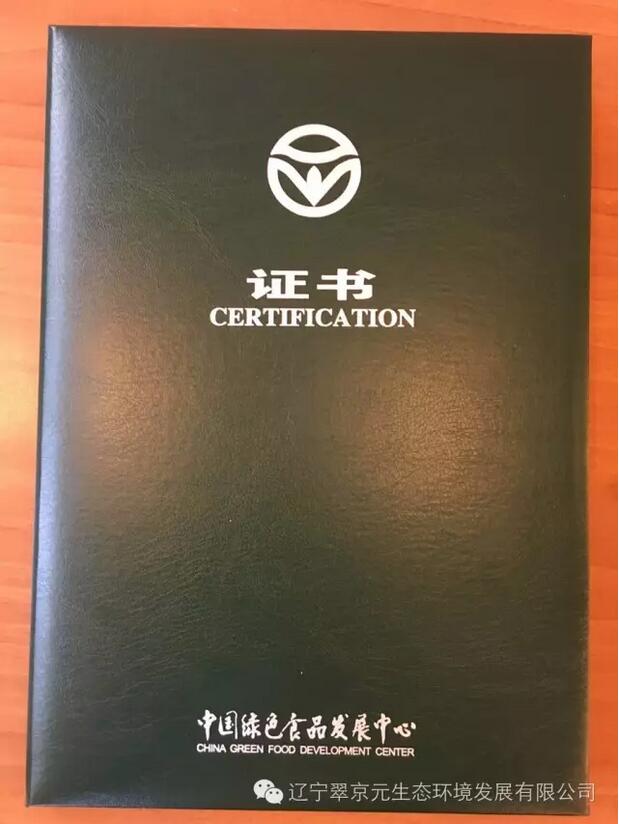 证书
CERTIFICATION
中国绿色食品发展中心
CHINA GREEN FOOD DEVELOPMENT CENTER
辽宁翠京元生态环境发展有限公司